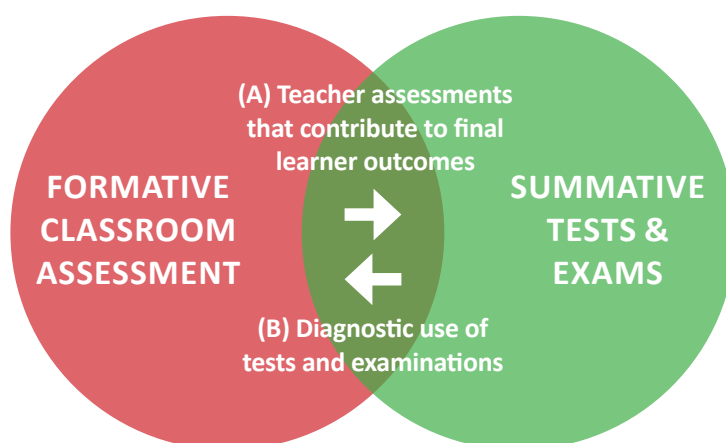 (A) Teacher assessments
that contribute to final
learner outcomes
FORMATIVE
CLASSROOM
ASSESSMENT
SUMMATIVE
TESTS &
EXAMS
(B) Diagnostic use of
tests and examinations